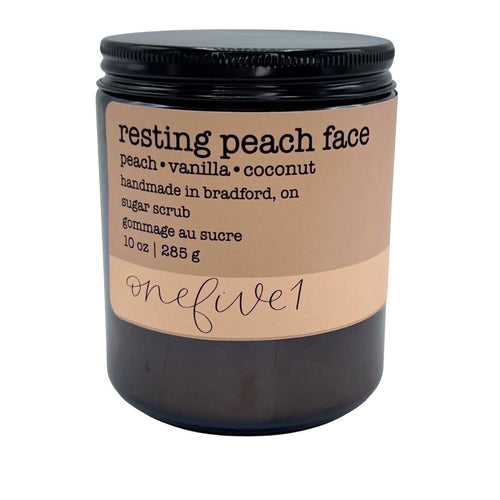 resting peach face
peach • vanilla • coconut
handmade in bradford, on
sugar scrub
gommage au sucre
10 oz | 285 g
onefive1